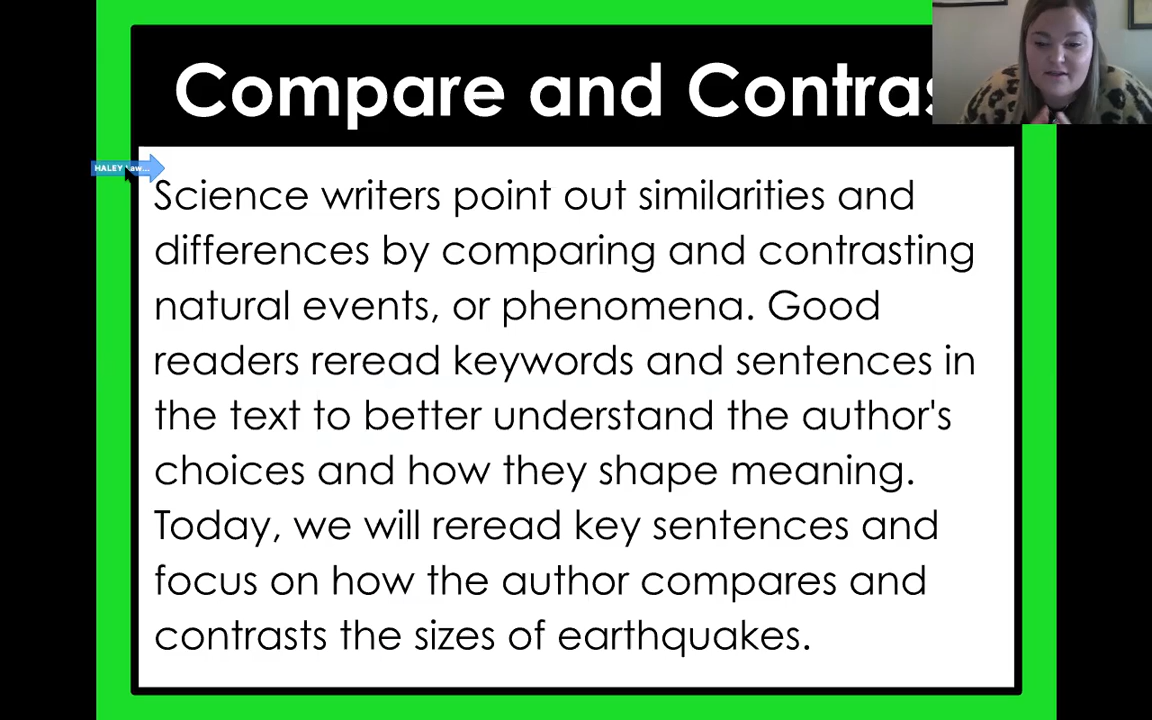 Compare and Contras
HALEY Law...
Science writers point out similarities and
differences by comparing and contrasting
natural events, or phenomena. Good
readers reread keywords and sentences in
the text to better understand the author's
choices and how they shape meaning.
Today, we will reread key sentences and
focus on how the author compares and
contrasts the sizes of earthquakes.